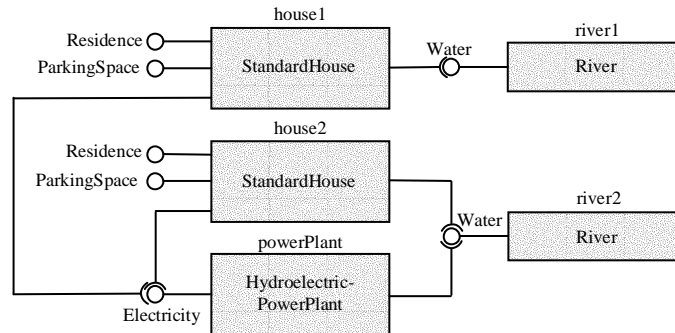 house1
Residence
ParkingSpace
StandardHouse
Water
river1
River
house2
Residence
ParkingSpace
StandardHouse
Water
river2
River
powerPlant
Hydroelectric-
PowerPlant
Electricity